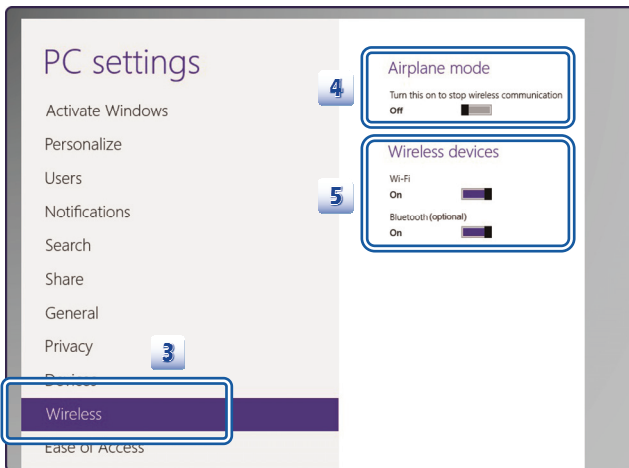 PC settings
Activate Windows
Personalize
Users
Notifications
Search
Share
General
Privacy
3
Devices
Wireless
Ease of Access
4
Airplane mode
Turn this on to stop wireless communication
Off
5
Wireless devices
Wi-Fi
On
Bluetooth (optional)
On